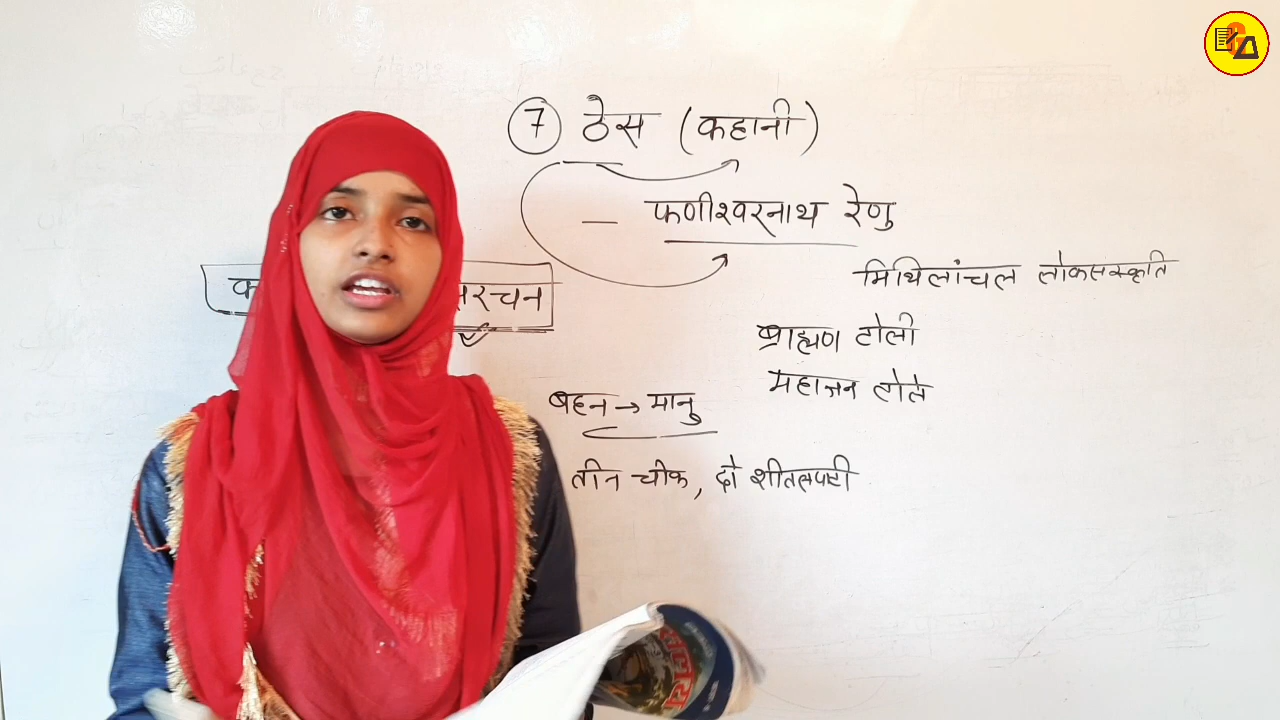 7 ठेस (कहानी)
— फणीश्वरनाथ रेणु
मिथिलांचल लोकसंस्कृति
ब्राह्मण टोली
महाजन टोले
बहन → मानु
तीन चीक, दो शीतलपाटी